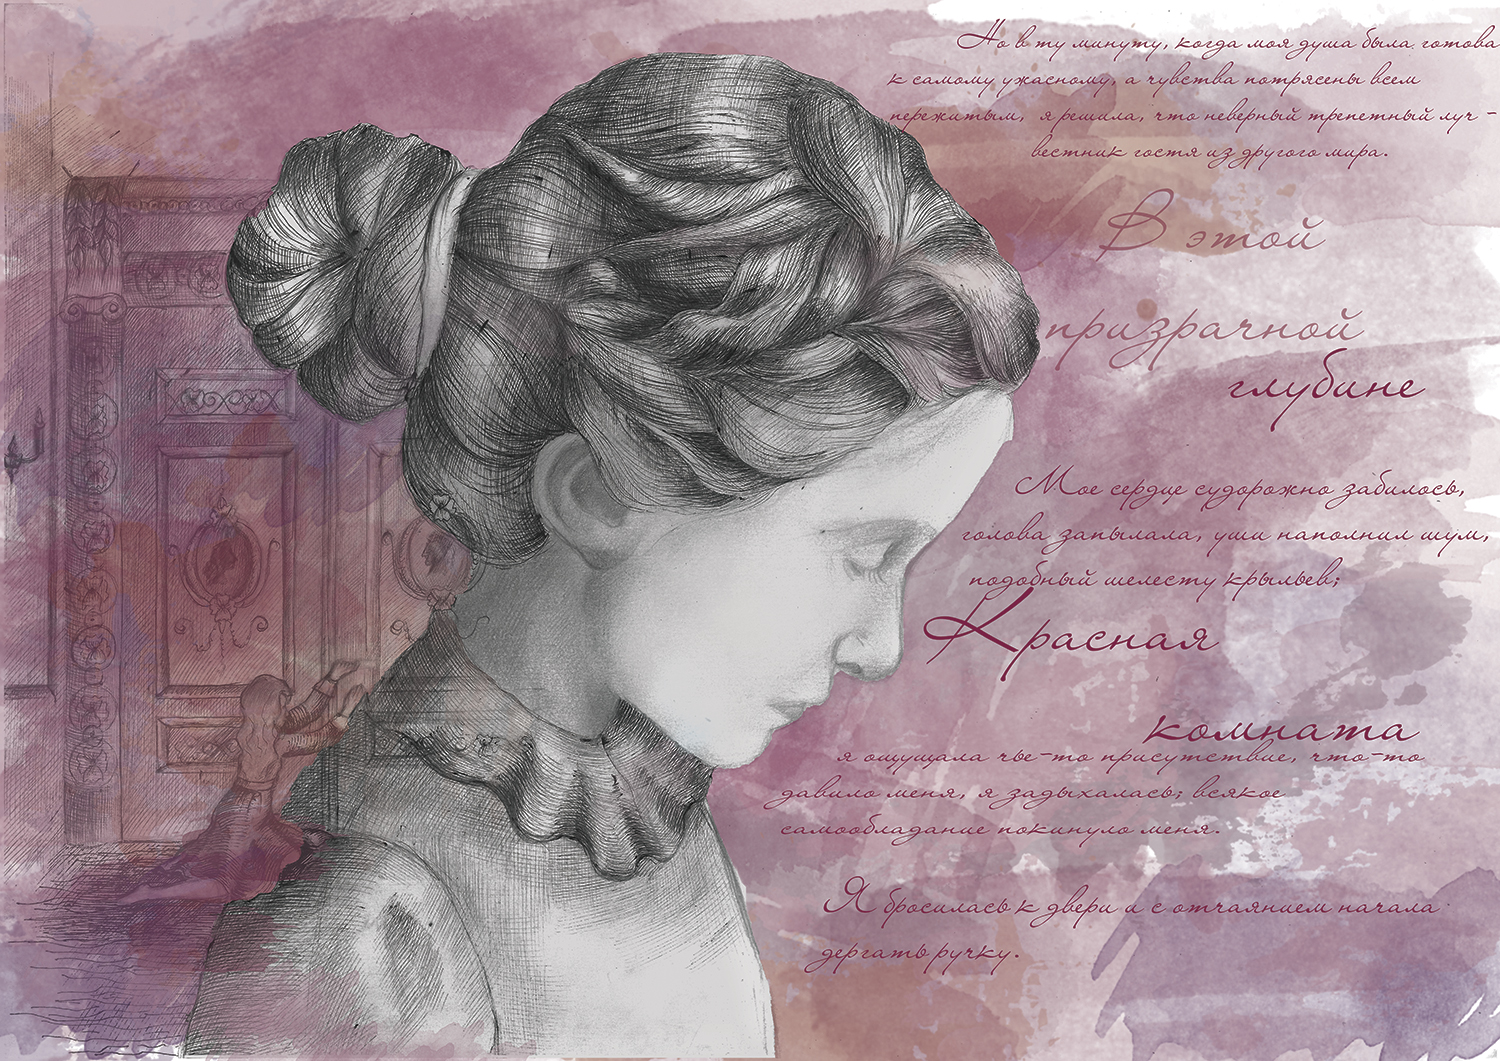 Но в ту минуту, когда моя душа была готова
к самому ужасному, а чувства потрясены всем
пережитым, я решила, что неверный трепетный луч -
вестник гостя из другого мира.
В этой
призрачной
глубине
Мое сердце судорожно забилось,
голова запылала, уши наполнил шум,
подобный шелесту крыльев;
Красная
комната
я ощущала чье-то присутствие, что-то
давило меня, я задыхалась; всякое
самообладание покинуло меня.
Я бросилась к двери и с отчаянием начала
дергать ручку.